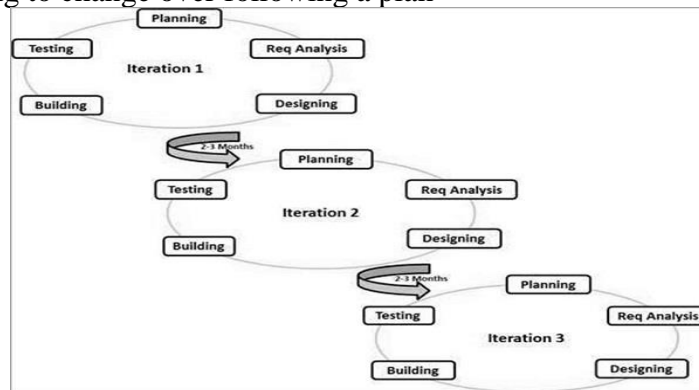 ng to change over following a plan
Planning
Testing
Req Analysis
Iteration 1
Building
Designing
2-3 Months
Planning
Testing
Req Analysis
Iteration 2
Building
Designing
2-3 Months
Planning
Testing
Req Analysis
Iteration 3
Building
Designing